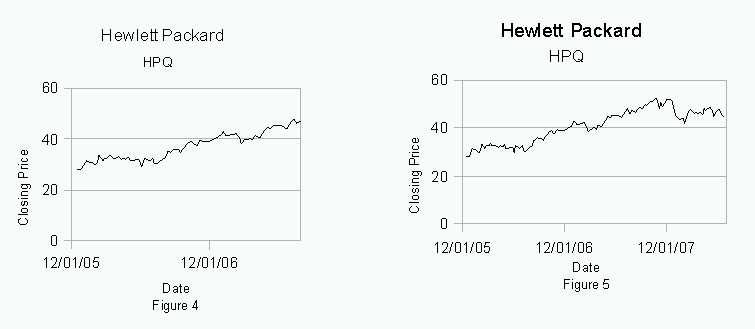 Hewlett Packard
HPQ
60
40
20
0
Closing Price
12/01/05 12/01/06
Date
Figure 4
Hewlett Packard
HPQ
60
40
20
0
Closing Price
12/01/05 12/01/06 12/01/07
Date
Figure 5